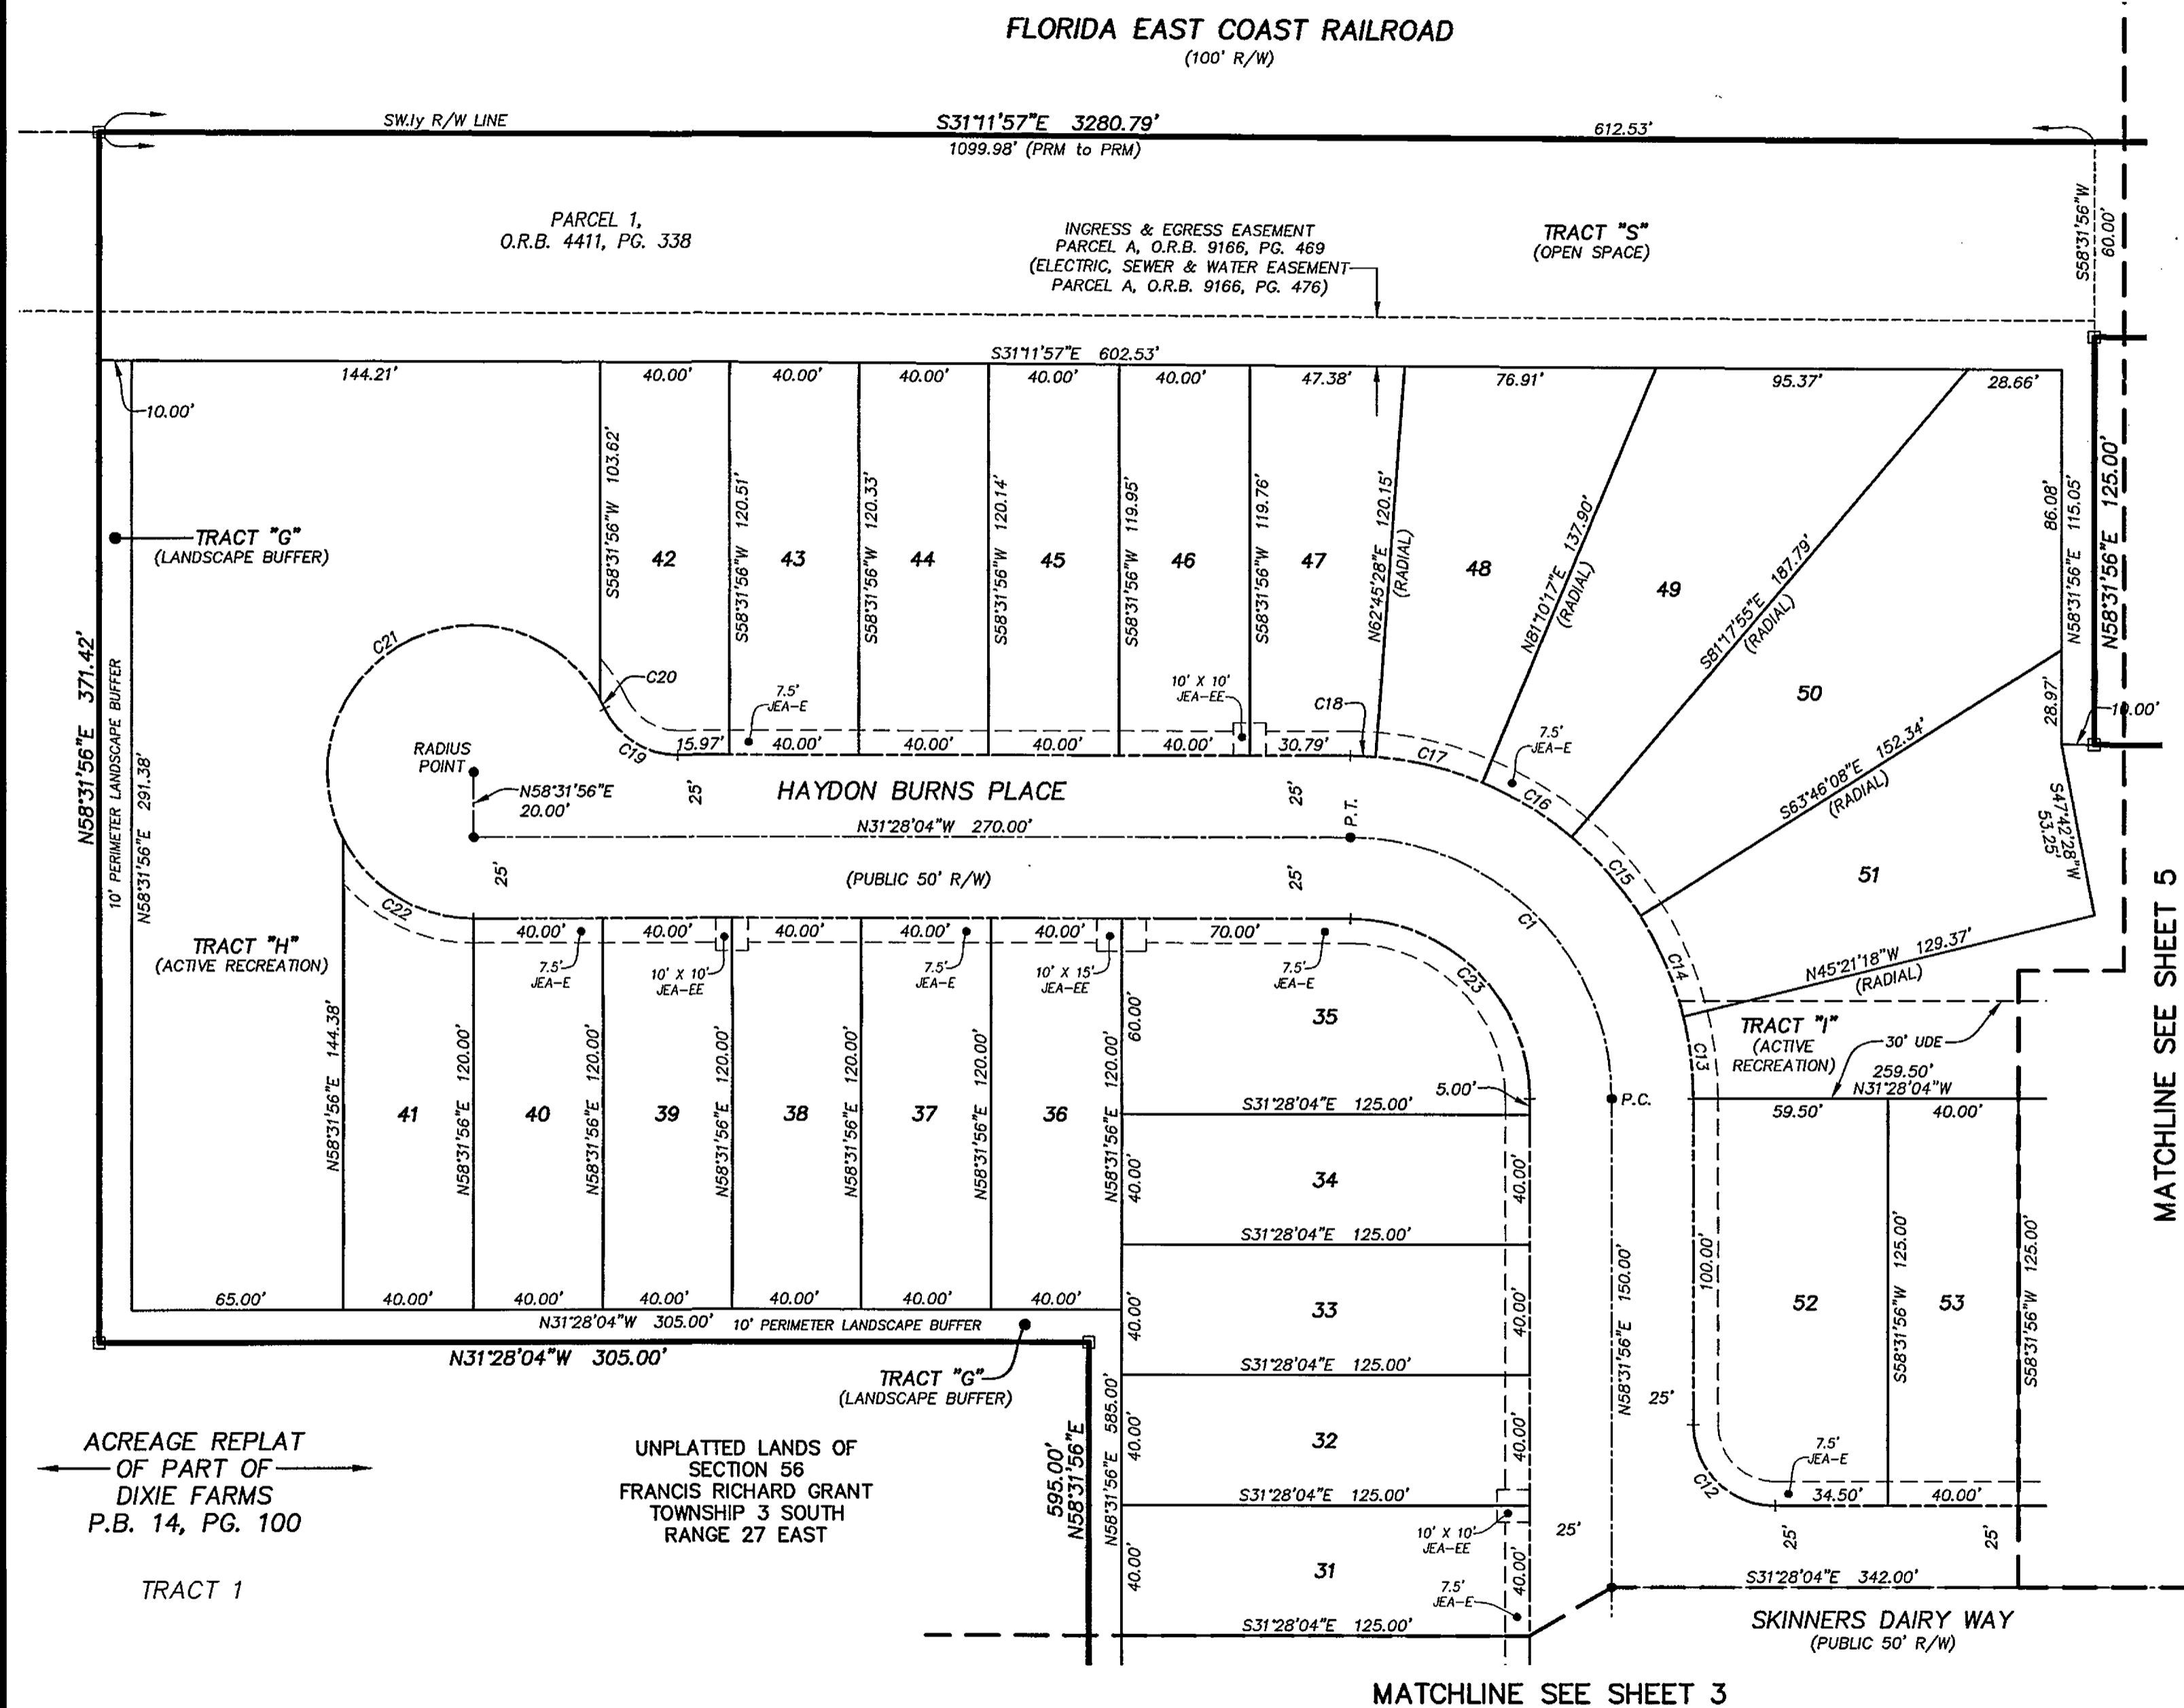 FLORIDA EAST COAST RAILROAD
(100' R/W)
SW.ly R/W LINE
S31°11'57"E 3280.79'
1099.98' (PRM to PRM)
612.53'
PARCEL 1,
O.R.B. 4411, PG. 338
INGRESS & EGRESS EASEMENT
PARCEL A, O.R.B. 9166, PG. 469
(ELECTRIC, SEWER & WATER EASEMENT
PARCEL A, O.R.B. 9166, PG. 476)
TRACT "S"
(OPEN SPACE)
S58°31'56"W
60.00'
S31°11'57"E 602.53'
144.21'
40.00'
40.00'
40.00'
40.00'
40.00'
47.38'
76.91'
95.37'
28.66'
10.00'
TRACT "G"
(LANDSCAPE BUFFER)
N58°31'56"E 371.42'
10' PERIMETER LANDSCAPE BUFFER
N58°31'56"E 291.38'
S58°31'56"W 103.62'
42
S58°31'56"W 120.51'
43
S58°31'56"W 120.33'
44
S58°31'56"W 120.14'
45
S58°31'56"W 119.95'
46
S58°31'56"W 119.76'
47
N62°45'28"E 120.15'
(RADIAL)
48
N81°10'17"E 137.90'
(RADIAL)
49
S81°17'55"E 187.79'
(RADIAL)
50
86.08'
N58°31'56"E 115.05'
N58°31'56"E 125.00'
28.97'
10.00'
S63°46'08"E 152.34'
(RADIAL)
S47°42'28"W
53.25'
51
N45°21'18"W 129.37'
(RADIAL)
C21
C20
C19
7.5'
JEA-E
10' X 10'
JEA-EE
C18
C17
7.5'
JEA-E
C16
C15
C14
C13
15.97'
40.00'
40.00'
40.00'
40.00'
30.79'
RADIUS
POINT
N58°31'56"E
20.00'
25'
HAYDON BURNS PLACE
25'
P.T.
N31°28'04"W 270.00'
25'
(PUBLIC 50' R/W)
25'
C1
C22
TRACT "H"
(ACTIVE RECREATION)
40.00'
40.00'
40.00'
40.00'
40.00'
70.00'
7.5'
JEA-E
10' X 10'
JEA-EE
7.5'
JEA-E
10' X 15'
JEA-EE
7.5'
JEA-E
C23
N58°31'56"E 144.38'
41
N58°31'56"E 120.00'
40
N58°31'56"E 120.00'
39
N58°31'56"E 120.00'
38
N58°31'56"E 120.00'
37
N58°31'56"E 120.00'
36
N58°31'56"E 120.00'
60.00'
35
5.00'
P.C.
TRACT "I"
(ACTIVE
RECREATION)
30' UDE
259.50'
N31°28'04"W
59.50'
40.00'
S31°28'04"E 125.00'
40.00'
34
40.00'
S31°28'04"E 125.00'
40.00'
33
40.00'
S31°28'04"E 125.00'
40.00'
32
40.00'
S31°28'04"E 125.00'
40.00'
31
40.00'
S31°28'04"E 125.00'
10' X 10'
JEA-EE
7.5'
JEA-E
N58°31'56"E 150.00'
25'
25'
100.00'
52
S58°31'56"W 125.00'
53
S58°31'56"W 125.00'
C12
7.5'
JEA-E
34.50'
40.00'
25'
25'
S31°28'04"E 342.00'
SKINNERS DAIRY WAY
(PUBLIC 50' R/W)
65.00'
40.00'
40.00'
40.00'
40.00'
40.00'
40.00'
N31°28'04"W 305.00' 10' PERIMETER LANDSCAPE BUFFER
N31°28'04"W 305.00'
TRACT "G"
(LANDSCAPE BUFFER)
595.00'
N58°31'56"E
N58°31'56"E 585.00'
ACREAGE REPLAT
OF PART OF
DIXIE FARMS
P.B. 14, PG. 100
TRACT 1
UNPLATTED LANDS OF
SECTION 56
FRANCIS RICHARD GRANT
TOWNSHIP 3 SOUTH
RANGE 27 EAST
MATCHLINE SEE SHEET 5
MATCHLINE SEE SHEET 3